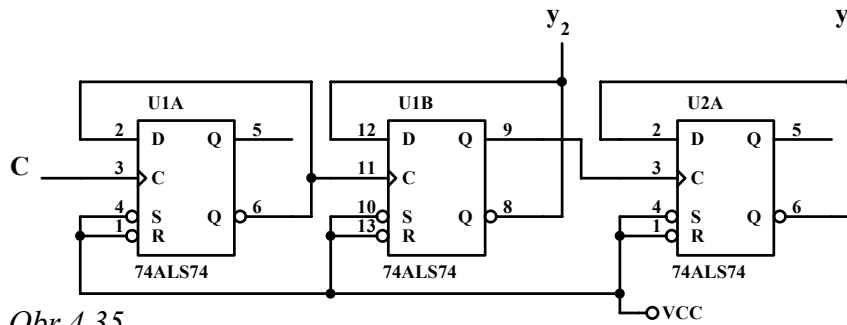 y2 y
U1A U1B U2A
2 D Q 5 12 D Q 9 2 D Q 5
C 3 C 11 C 3 C
4 S Q 6 10 S Q 8 4 S Q 6
1 R 13 R 1 R
74ALS74 74ALS74 74ALS74
VCC
Obr 4.35